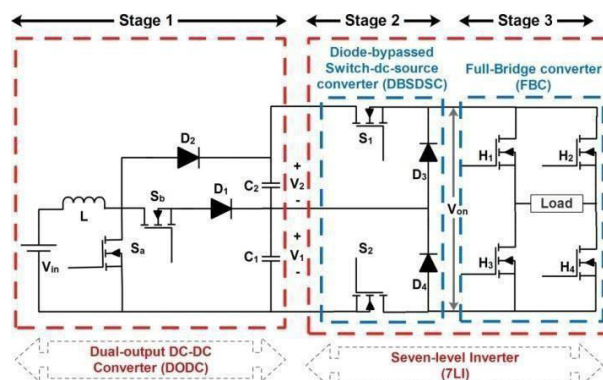 Stage 1
Stage 2
Stage 3
Diode-bypassed
Switch-dc-source
converter (DBSDSC)
Full-Bridge converter
(FBC)
D2
S1
H1
H2
D3
C2
+
V2
-
Sb
D1
L
Von
Load
Sa
S2
Vin
C1
+
V1
-
D4
H3
H4
Dual-output DC-DC
Converter (DODC)
Seven-level Inverter
(7LI)